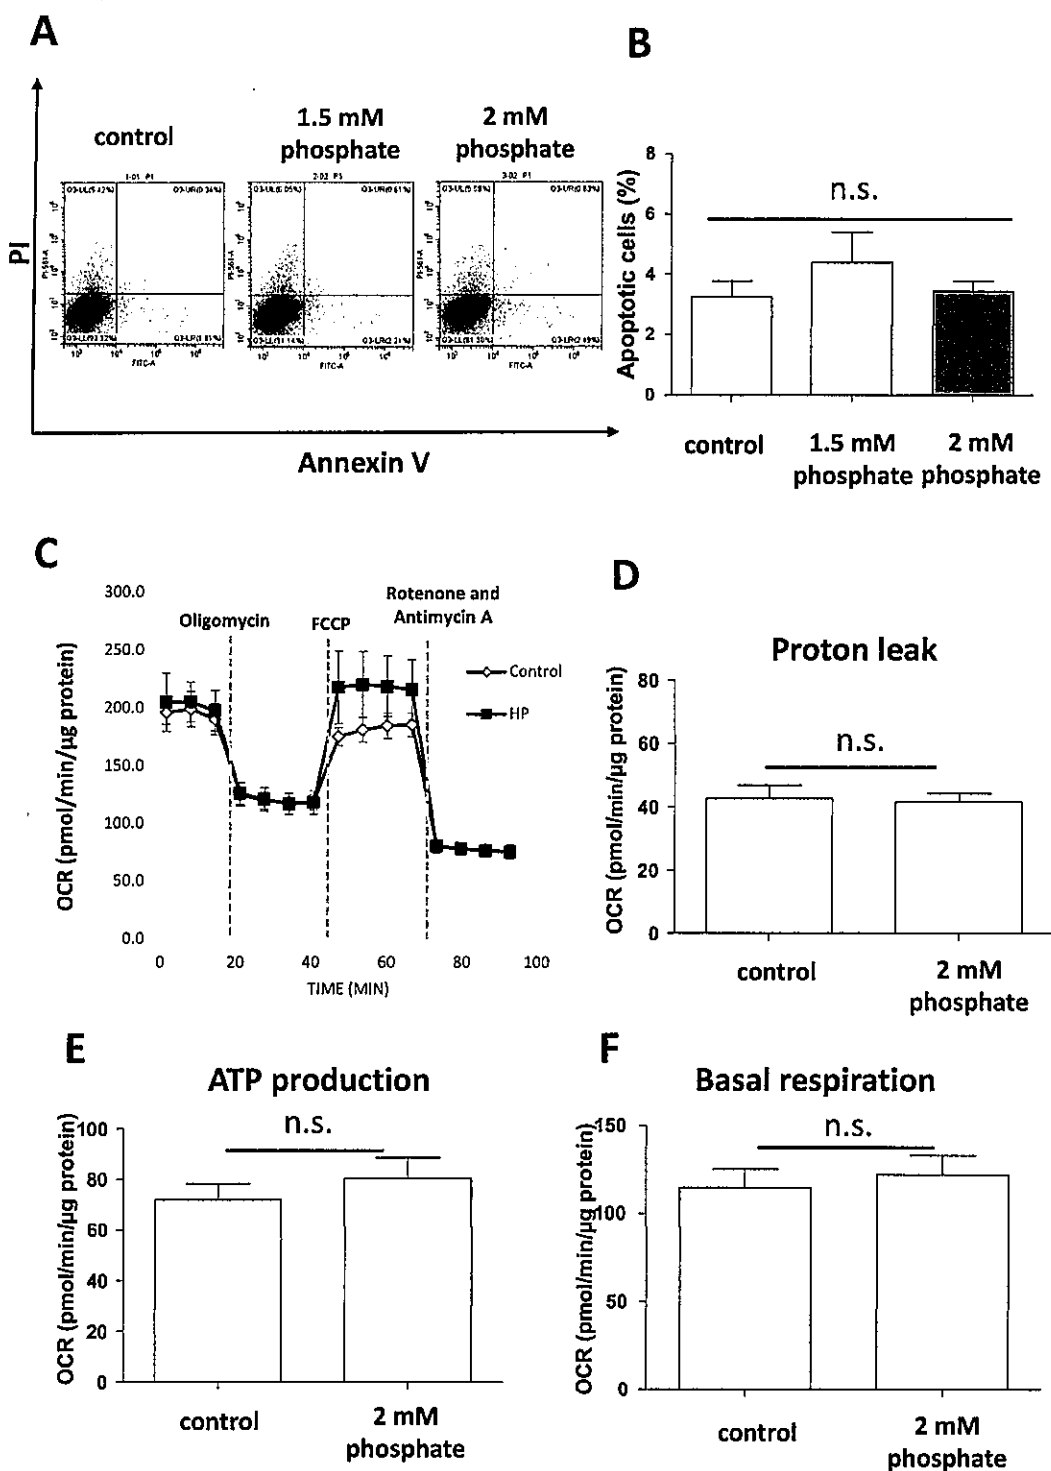 A
B
control
1.5 mM
phosphate
2 mM
phosphate
PI
Annexin V
FITC-A
FITC-A
FITC-A
Apoptotic cells (%)
8
6
4
2
0
n.s.
control
1.5 mM
phosphate
2 mM
phosphate
C
OCR (pmol/min/µg protein)
300.0
250.0
200.0
150.0
100.0
50.0
0.0
Oligomycin
FCCP
Rotenone and
Antimycin A
Control
HP
0 20 40 60 80 100
TIME (MIN)
D
Proton leak
OCR (pmol/min/µg protein)
80
60
40
20
0
n.s.
control
2 mM
phosphate
E
ATP production
OCR (pmol/min/µg protein)
100
80
60
40
20
0
n.s.
control
2 mM
phosphate
F
Basal respiration
OCR (pmol/min/µg protein)
150
100
50
0
n.s.
control
2 mM
phosphate